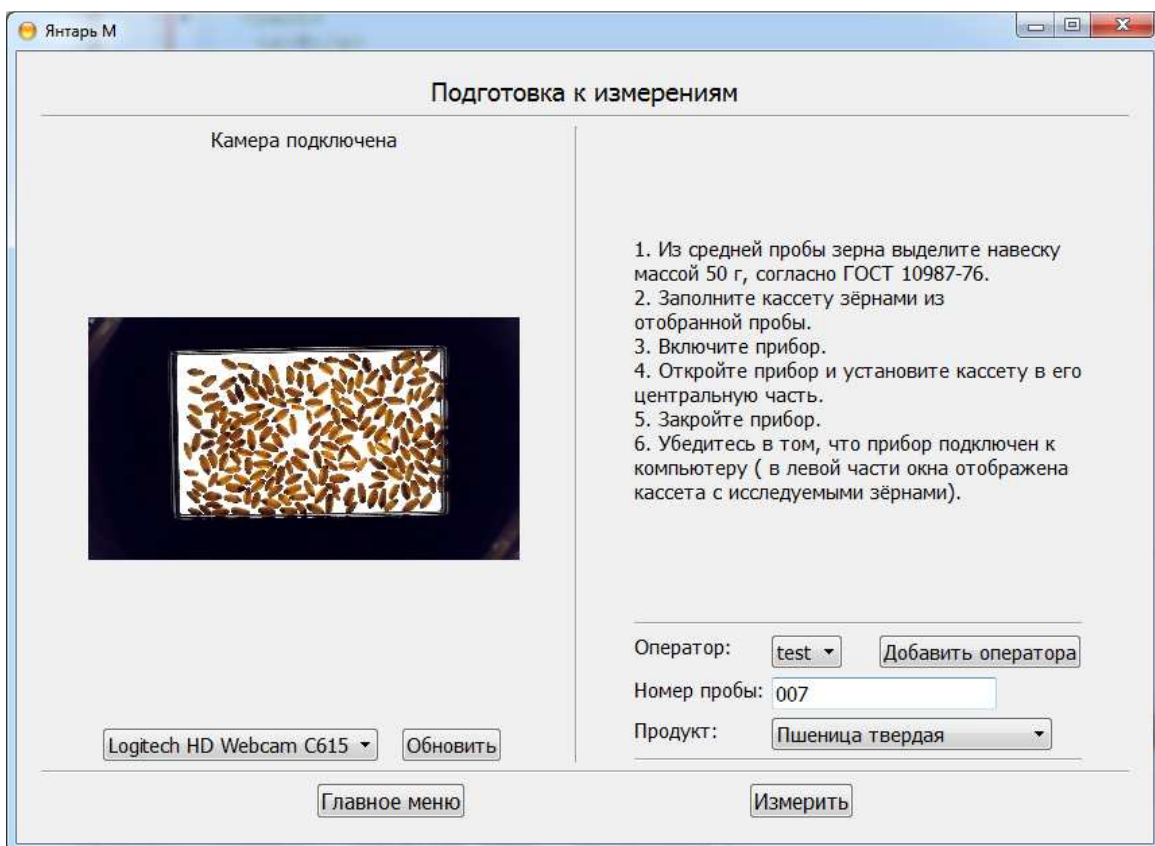 Янтарь М
Подготовка к измерениям
Камера подключена
1. Из средней пробы зерна выделите навеску
массой 50 г, согласно ГОСТ 10987-76.
2. Заполните кассету зёрнами из
отобранной пробы.
3. Включите прибор.
4. Откройте прибор и установите кассету в его
центральную часть.
5. Закройте прибор.
6. Убедитесь в том, что прибор подключен к
компьютеру ( в левой части окна отображена
кассета с исследуемыми зёрнами).
Оператор: test Добавить оператора
Номер пробы: 007
Продукт: Пшеница твердая
Logitech HD Webcam C615 Обновить
Главное меню Измерить